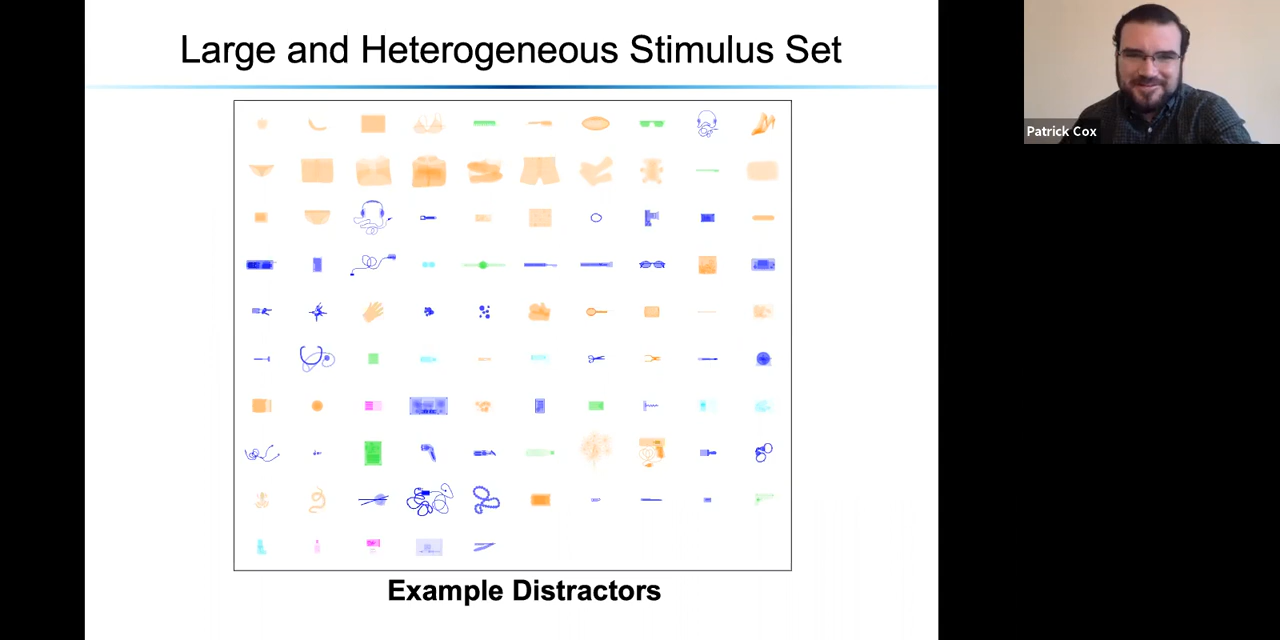 Large and Heterogeneous Stimulus Set
Patrick Cox
Example Distractors